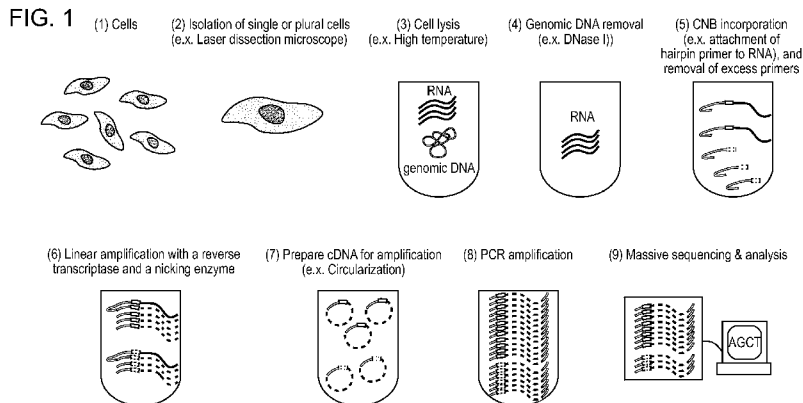 FIG. 1
(1) Cells
(2) Isolation of single or plural cells
(e.x. Laser dissection microscope)
(3) Cell lysis
(e.x. High temperature)
RNA
genomic DNA
(4) Genomic DNA removal
(e.x. DNase I))
RNA
(5) CNB incorporation
(e.x. attachment of
hairpin primer to RNA), and
removal of excess primers
(6) Linear amplification with a reverse
transcriptase and a nicking enzyme
(7) Prepare cDNA for amplification
(e.x. Circularization)
(8) PCR amplification
(9) Massive sequencing & analysis
AGCT